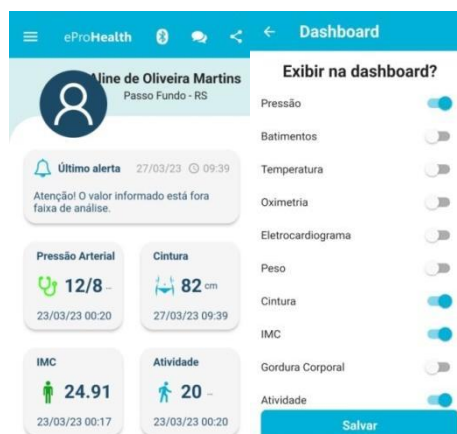 eProHealth
Aline de Oliveira Martins
Passo Fundo - RS
Último alerta 27/03/23 09:39
Atenção! O valor informado está fora
faixa de análise.
Pressão Arterial
12/8 -
23/03/23 00:20
Cintura
82 cm
27/03/23 09:39
IMC
24.91
23/03/23 00:17
Atividade
20 -
23/03/23 00:20
Dashboard
Exibir na dashboard?
Pressão
Batimentos
Temperatura
Oximetria
Eletrocardiograma
Peso
Cintura
IMC
Gordura Corporal
Atividade
Salvar